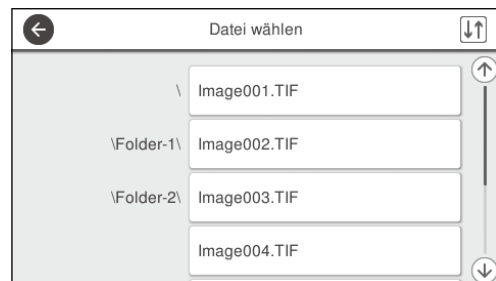 Datei wählen
\ Image001.TIF
\Folder-1\ Image002.TIF
\Folder-2\ Image003.TIF
Image004.TIF